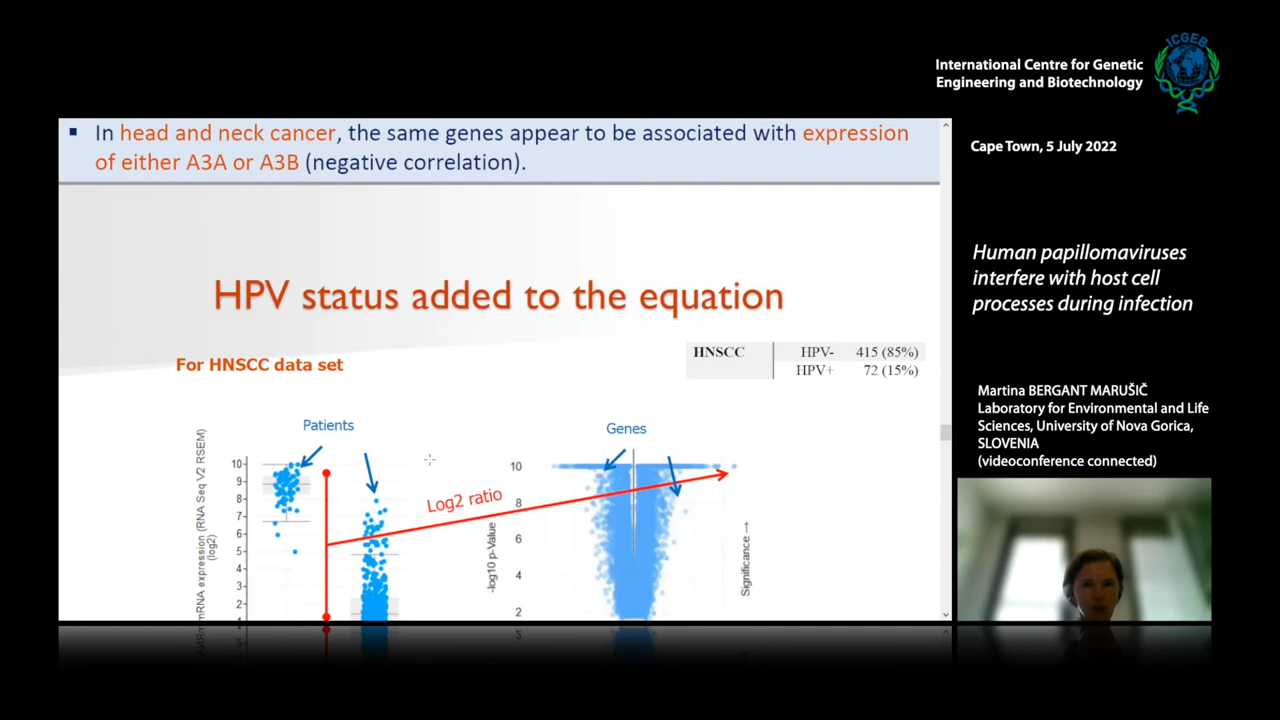 ICGEB
International Centre for Genetic
Engineering and Biotechnology
Cape Town, 5 July 2022
Human papillomaviruses
interfere with host cell
processes during infection
Martina BERGANT MARUŠIČ
Laboratory for Environmental and Life
Sciences, University of Nova Gorica,
SLOVENIA
(videoconference connected)
▪ In head and neck cancer, the same genes appear to be associated with expression
of either A3A or A3B (negative correlation).
HPV status added to the equation
For HNSCC data set
HNSCC HPV- 415 (85%)
HPV+ 72 (15%)
Patients
mRNA expression (RNA Seq V2 RSEM)
(log2)
10
9
8
7
6
5
4
3
2
Log2 ratio
Genes
-log10 p-Value
10
8
6
4
2
Significance →